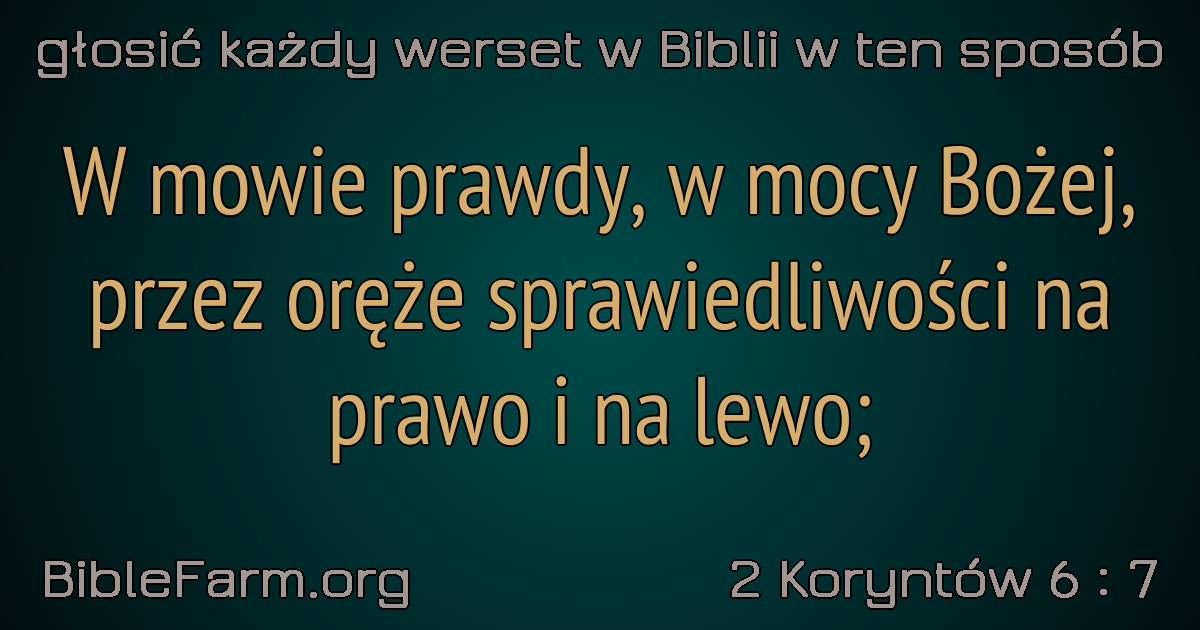 głosić każdy werset w Biblii w ten sposób
W mowie prawdy, w mocy Bożej,
przez oręże sprawiedliwości na
prawo i na lewo;
BibleFarm.org
2 Koryntów 6 : 7